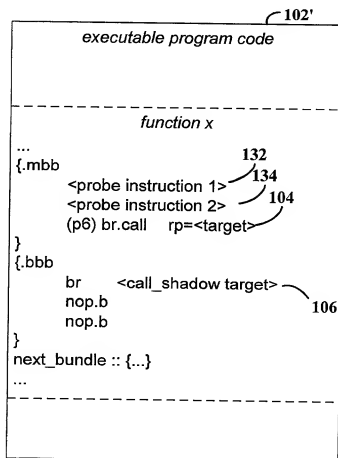 102'
executable program code
function x
...
{.mbb
<probe instruction 1> 132
<probe instruction 2> 134
(p6) br.call rp=<target> 104
}
{.bbb
br <call_shadow target> 106
nop.b
nop.b
}
next_bundle :: {...}
...